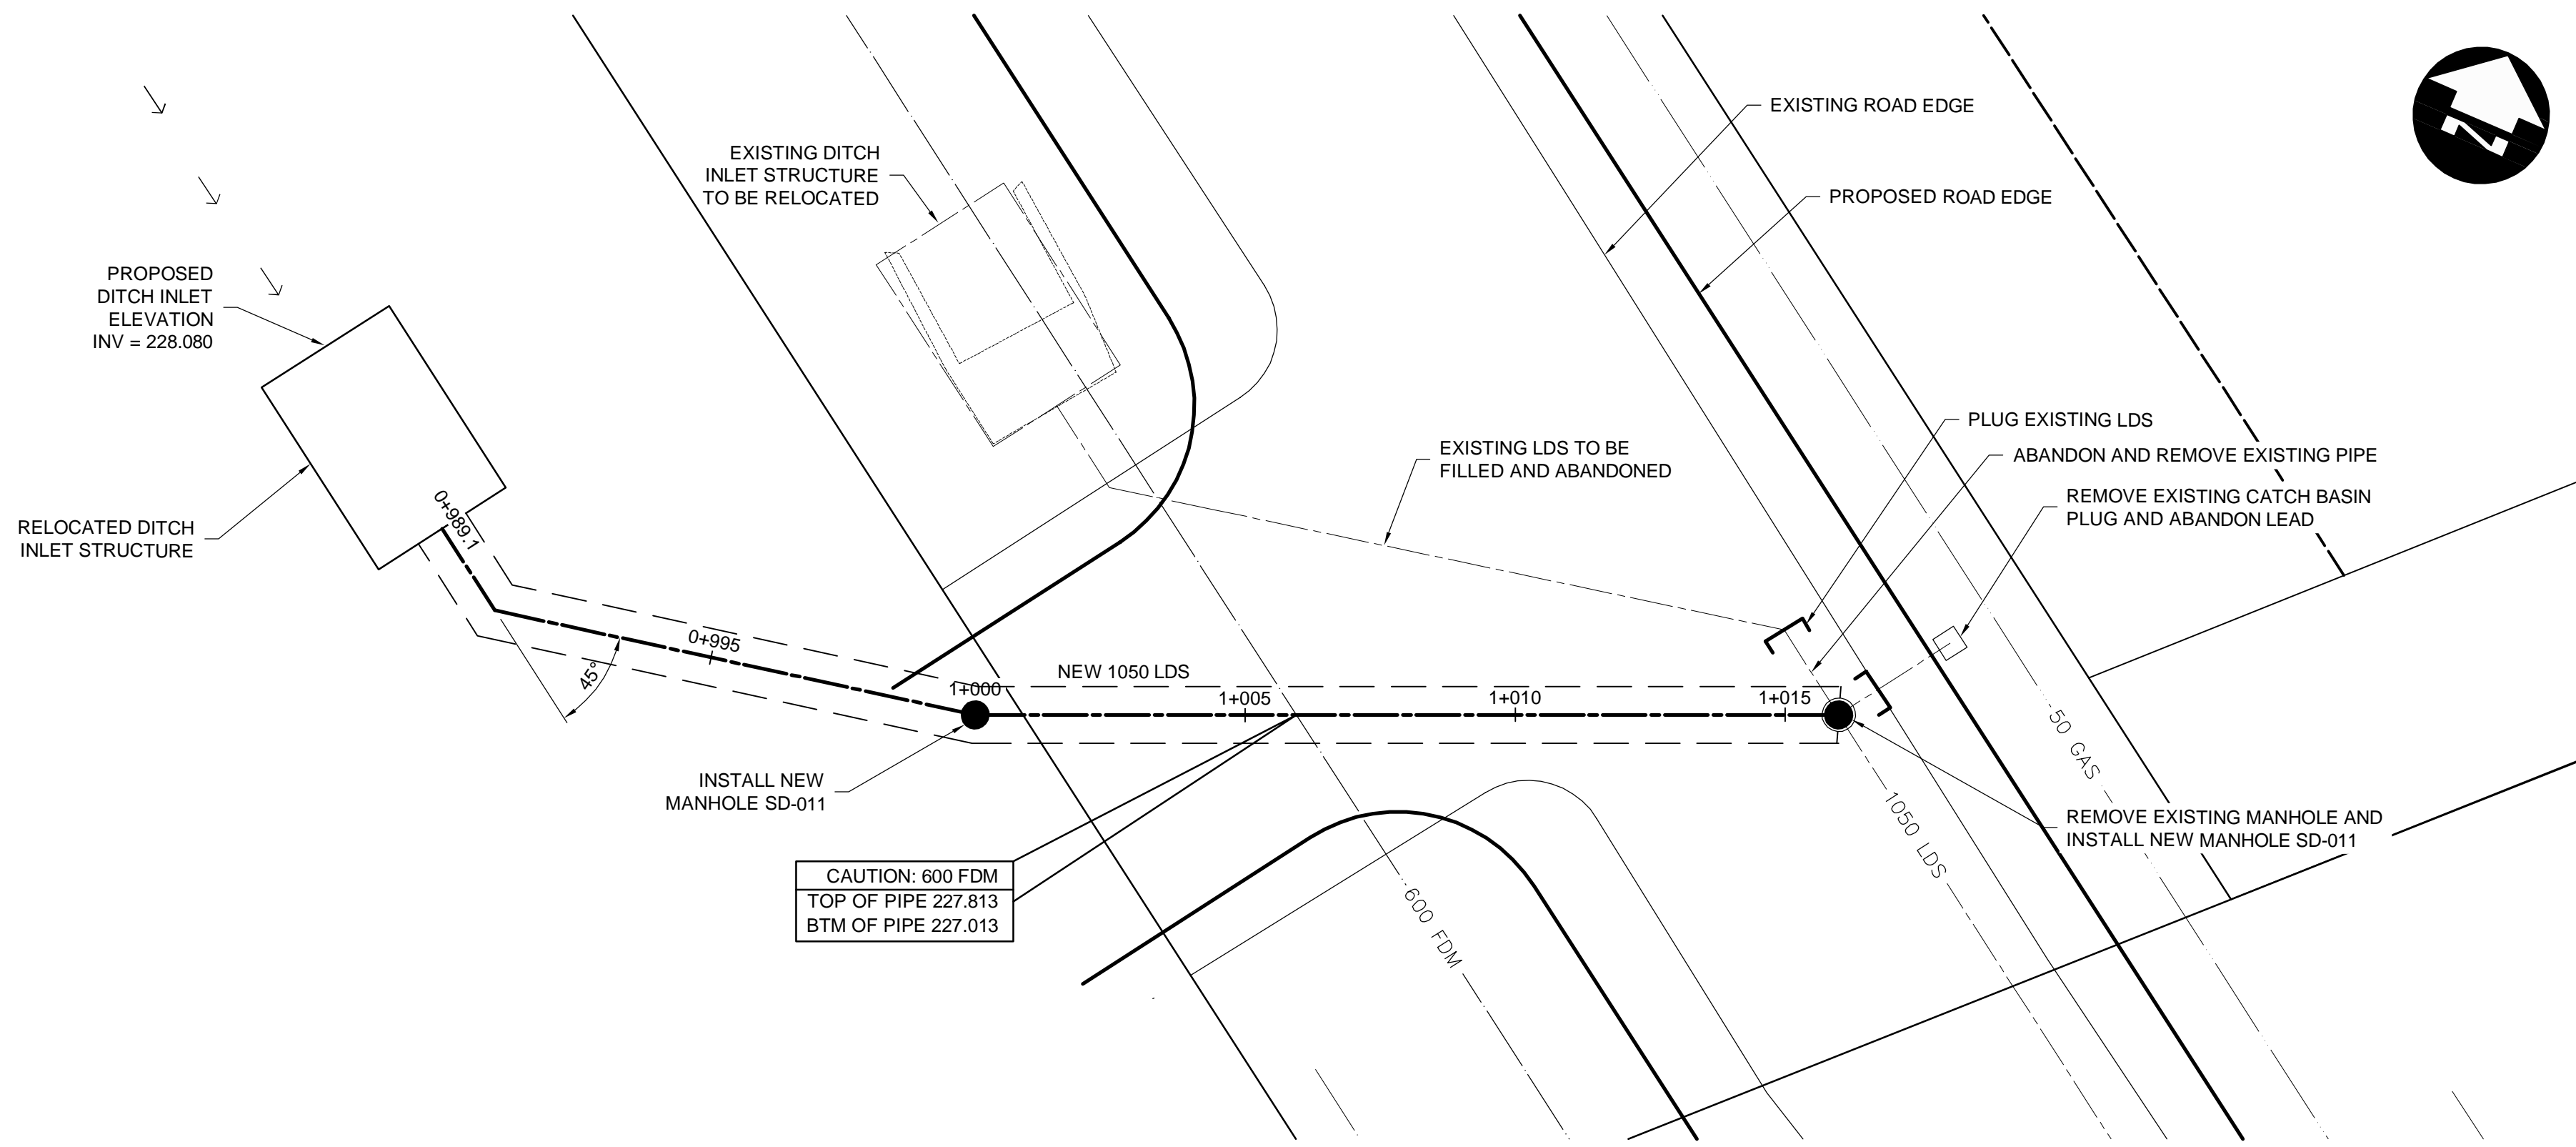 EXISTING ROAD EDGE
PROPOSED ROAD EDGE
EXISTING DITCH
INLET STRUCTURE
TO BE RELOCATED
PROPOSED
DITCH INLET
ELEVATION
INV = 228.080
RELOCATED DITCH
INLET STRUCTURE
0+989.1
45°
0+995
1+000
NEW 1050 LDS
1+005
1+010
1+015
EXISTING LDS TO BE
FILLED AND ABANDONED
PLUG EXISTING LDS
ABANDON AND REMOVE EXISTING PIPE
REMOVE EXISTING CATCH BASIN
PLUG AND ABANDON LEAD
INSTALL NEW
MANHOLE SD-011
CAUTION: 600 FDM
TOP OF PIPE 227.813
BTM OF PIPE 227.013
600 FDM
1050 LDS
50 GAS
REMOVE EXISTING MANHOLE AND
INSTALL NEW MANHOLE SD-011
N